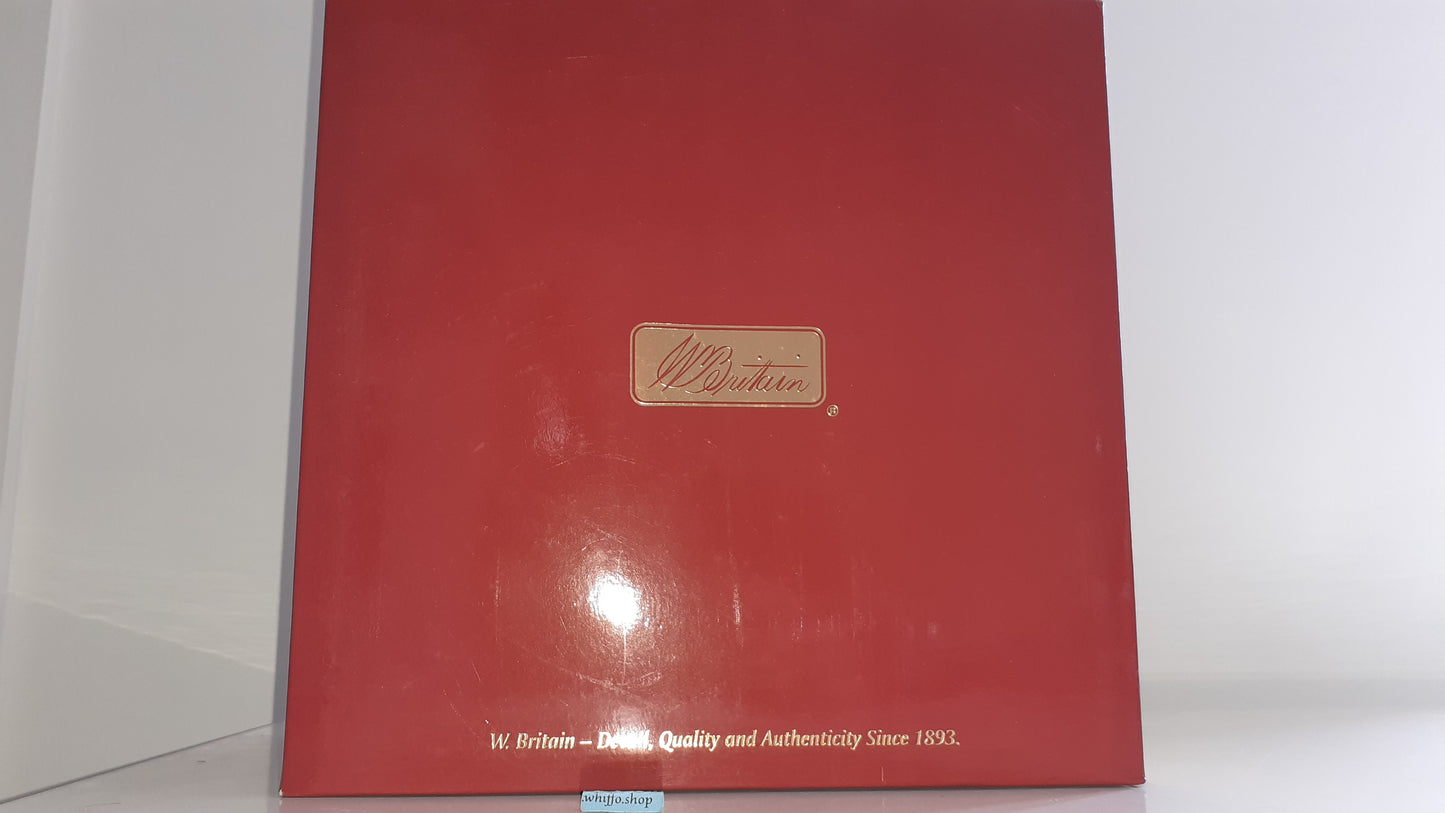 W Britain
®
W. Britain – Detail, Quality and Authenticity Since 1893.
.whiffo.shop